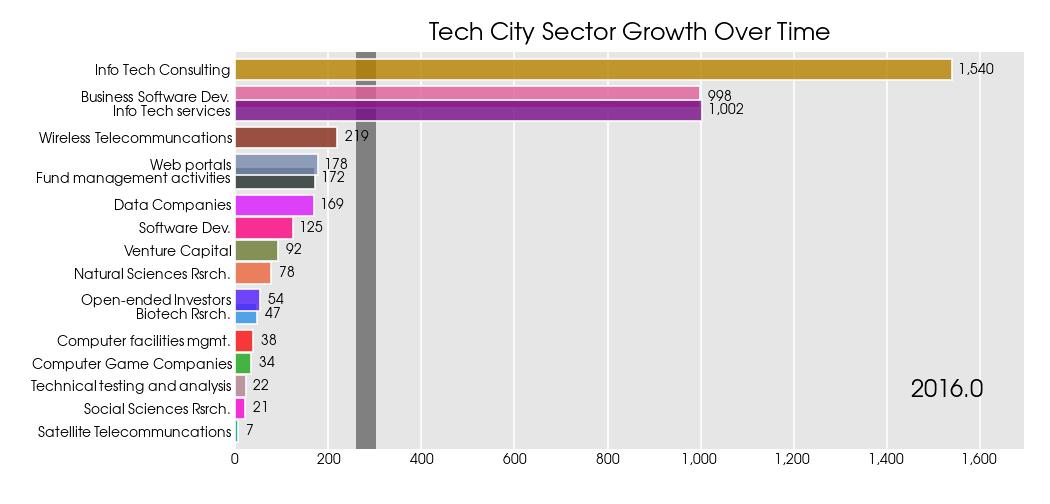 Tech City Sector Growth Over Time
Info Tech Consulting 1,540
Business Software Dev. 998
Info Tech services 1,002
Wireless Telecommuncations 219
Web portals 178
Fund management activities 172
Data Companies 169
Software Dev. 125
Venture Capital 92
Natural Sciences Rsrch. 78
Open-ended Investors 54
Biotech Rsrch. 47
Computer facilities mgmt. 38
Computer Game Companies 34
Technical testing and analysis 22
2016.0
Social Sciences Rsrch. 21
Satellite Telecommuncations 7
0 200 400 600 800 1,000 1,200 1,400 1,600